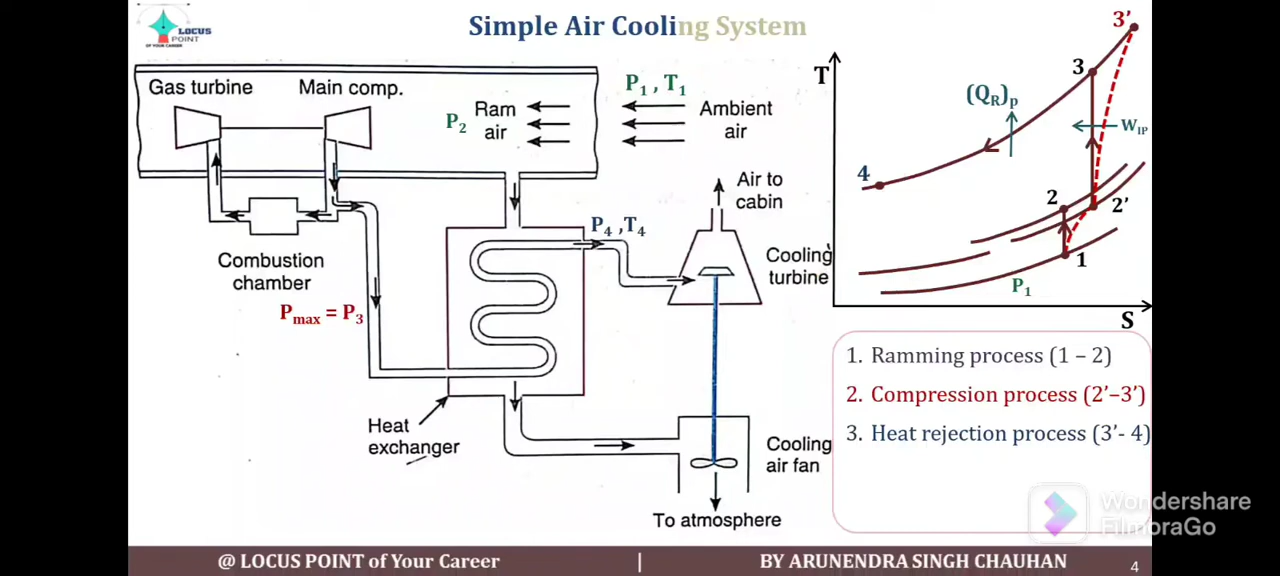 LOCUS
POINT
OF YOUR CAREER
Simple Air Cooling System
Gas turbine
Main comp.
P2
Ram
air
P1 , T1
Ambient
air
Air to
cabin
P4 ,T4
Cooling
turbine
Combustion
chamber
Pmax = P3
Heat
exchanger
Cooling
air fan
To atmosphere
T
3'
3
(QR)p
WIP
4
2
2'
1
P1
S
1. Ramming process (1 – 2)
2. Compression process (2'–3')
3. Heat rejection process (3'- 4)
Wondershare
FilmoraGo
@ LOCUS POINT of Your Career | BY ARUNENDRA SINGH CHAUHAN
4